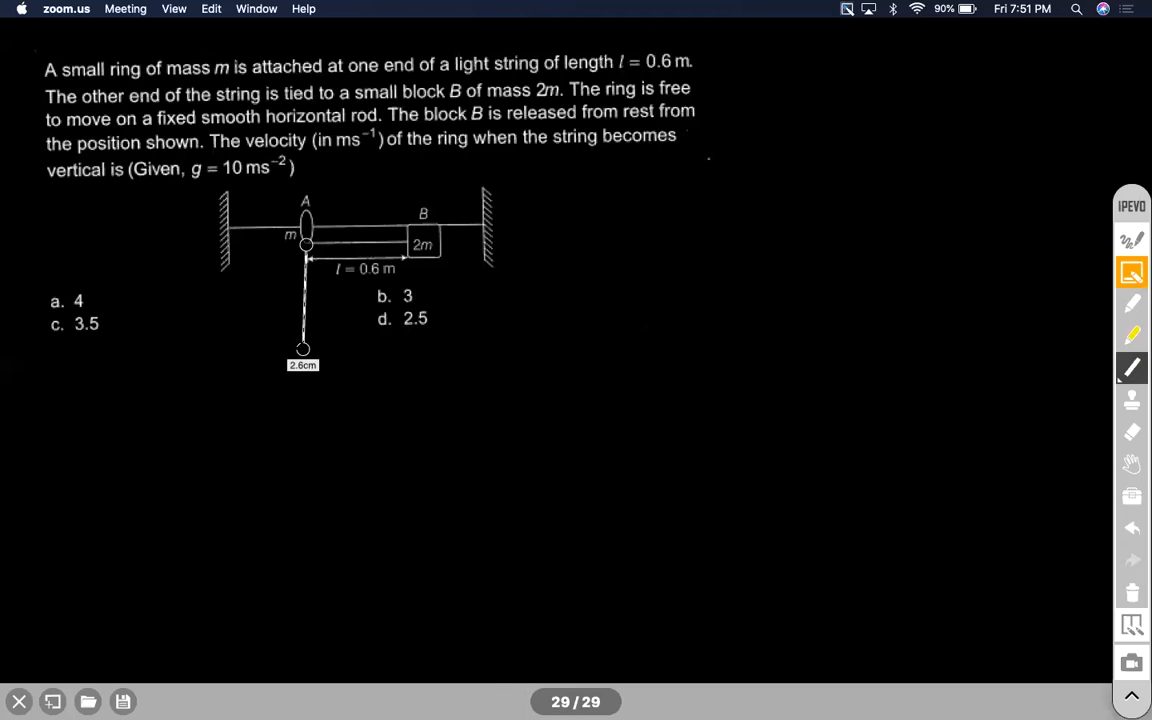 zoom.us Meeting View Edit Window Help 90% Fri 7:51 PM
A small ring of mass m is attached at one end of a light string of length l = 0.6 m.
The other end of the string is tied to a small block B of mass 2m. The ring is free
to move on a fixed smooth horizontal rod. The block B is released from rest from
the position shown. The velocity (in ms⁻¹) of the ring when the string becomes
vertical is (Given, g = 10 ms⁻²)
A
B
m
2m
l = 0.6 m
a. 4
b. 3
c. 3.5
d. 2.5
2.6cm
IPEVO
29 / 29